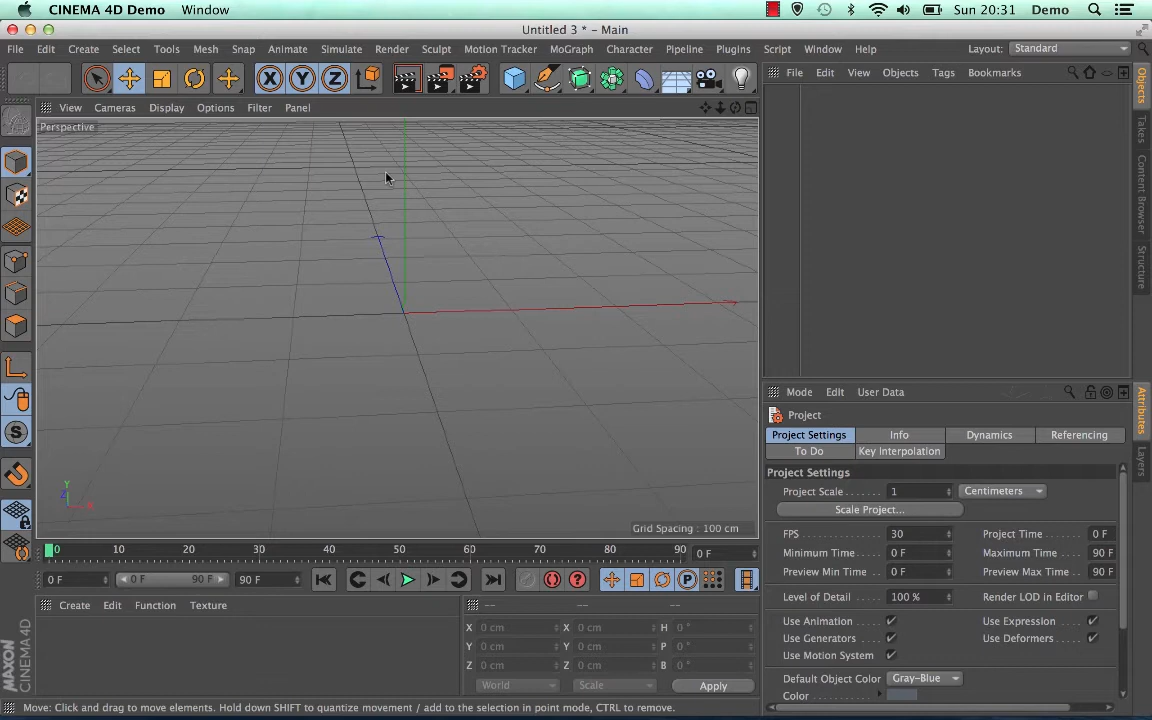 CINEMA 4D Demo Window Sun 20:31 Demo
Untitled 3 * - Main
File Edit Create Select Tools Mesh Snap Animate Simulate Render Sculpt Motion Tracker MoGraph Character Pipeline Plugins Script Window Help Layout: Standard
X Y Z
File Edit View Objects Tags Bookmarks
View Cameras Display Options Filter Panel
Perspective
Objects
Takes
Content Browser
Structure
Y
Z
X
Grid Spacing : 100 cm
Mode Edit User Data
Attributes
Layers
Project
Project Settings Info Dynamics Referencing
To Do Key Interpolation
Project Settings
Project Scale . . . . . . . 1 Centimeters
Scale Project...
FPS 30 Project Time 0 F
Minimum Time 0 F Maximum Time 90 F
Preview Min Time 0 F Preview Max Time 90 F
Level of Detail 100 % Render LOD in Editor
Use Animation Use Expression
Use Generators Use Deformers
Use Motion System
Default Object Color Gray-Blue
Color
0 10 20 30 40 50 60 70 80 90 0 F
0 F 0 F 90 F 90 F
P
S
Create Edit Function Texture
-- -- --
X 0 cm X 0 cm H 0 °
Y 0 cm Y 0 cm P 0 °
Z 0 cm Z 0 cm B 0 °
World Scale Apply
MAXON
CINEMA 4D
Move: Click and drag to move elements. Hold down SHIFT to quantize movement / add to the selection in point mode, CTRL to remove.